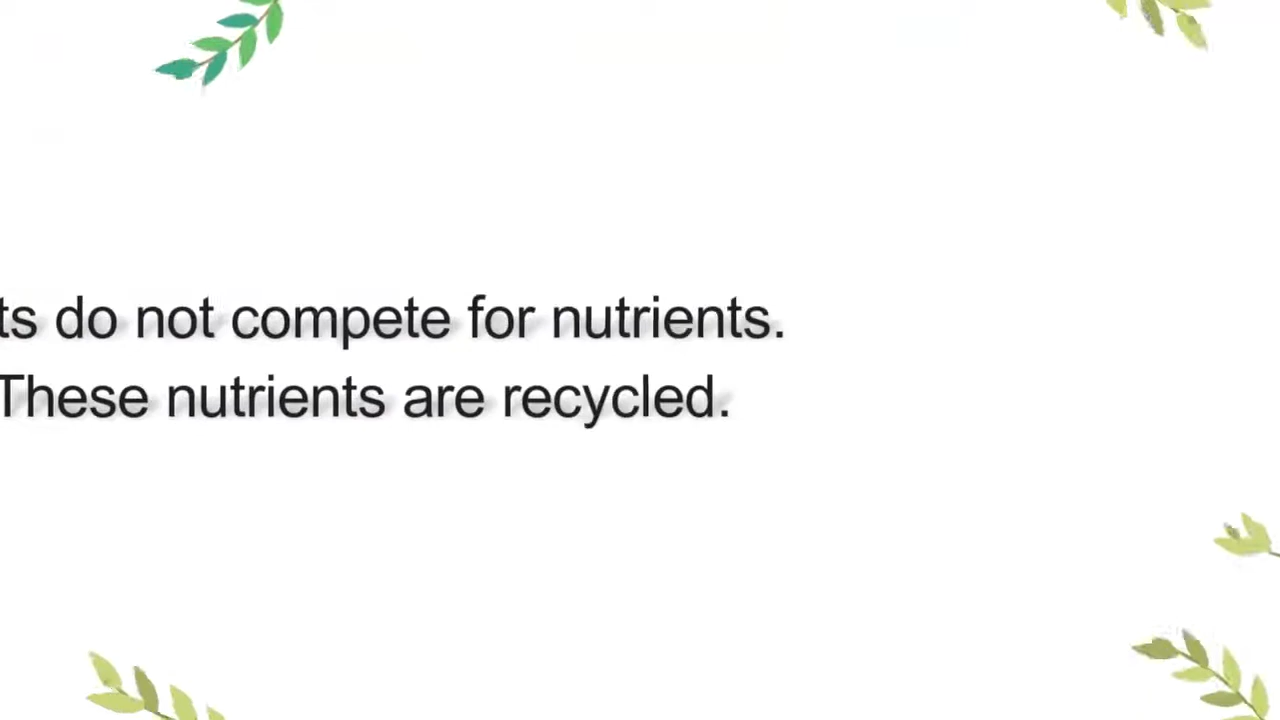 ts do not compete for nutrients.
These nutrients are recycled.